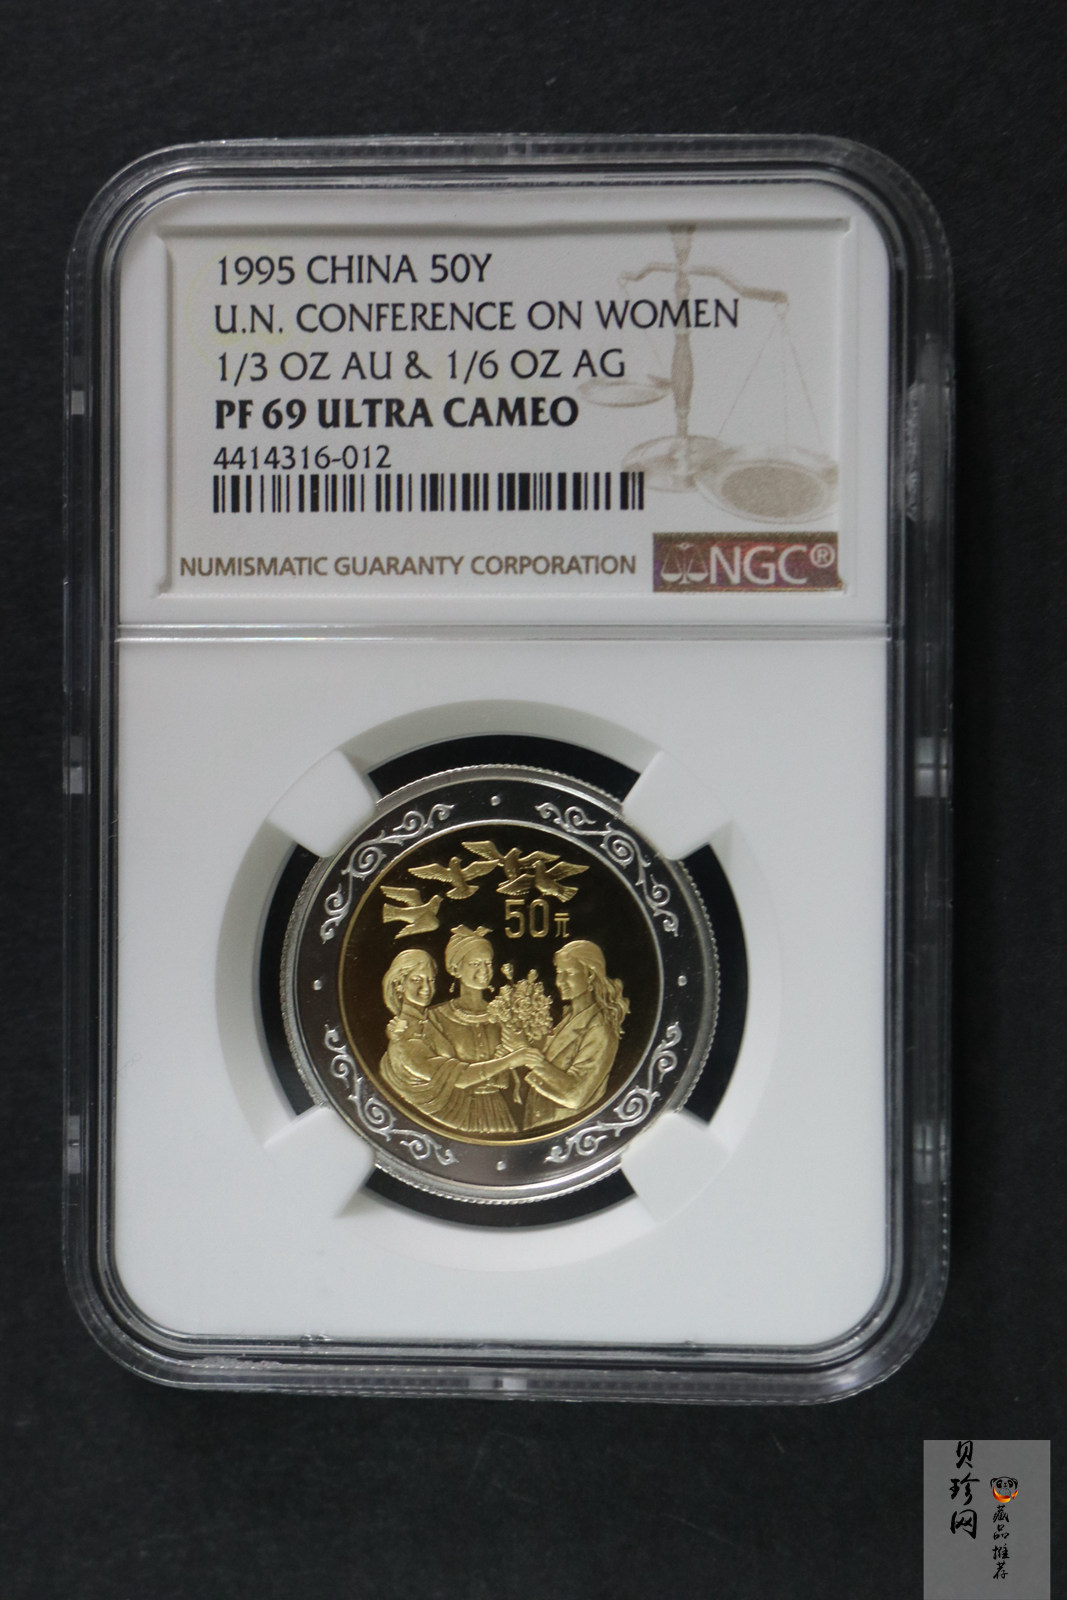 1995 CHINA 50Y
U.N. CONFERENCE ON WOMEN
1/3 OZ AU & 1/6 OZ AG
PF 69 ULTRA CAMEO
4414316-012
NUMISMATIC GUARANTY CORPORATION
NGC®
50元
贝珍网
藏品推荐